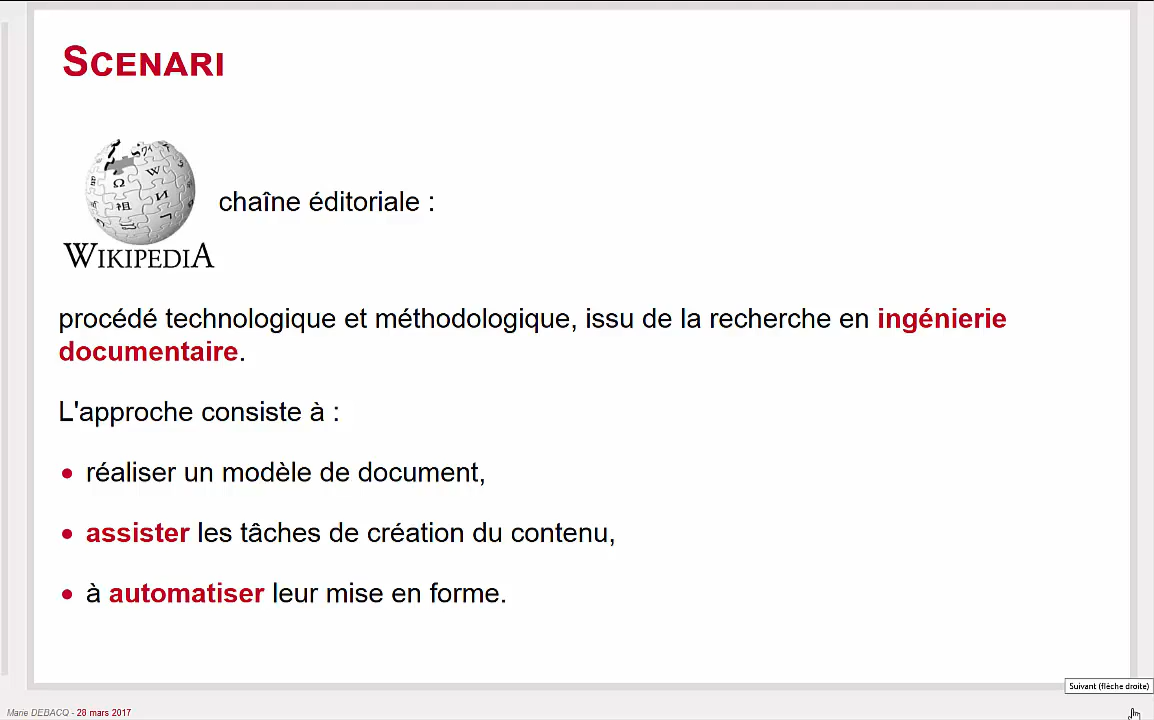 SCENARI
WIKIPEDIA
chaîne éditoriale :
procédé technologique et méthodologique, issu de la recherche en ingénierie
documentaire.
L'approche consiste à :
• réaliser un modèle de document,
• assister les tâches de création du contenu,
• à automatiser leur mise en forme.
Suivant (flèche droite)
Marie DEBACQ - 28 mars 2017